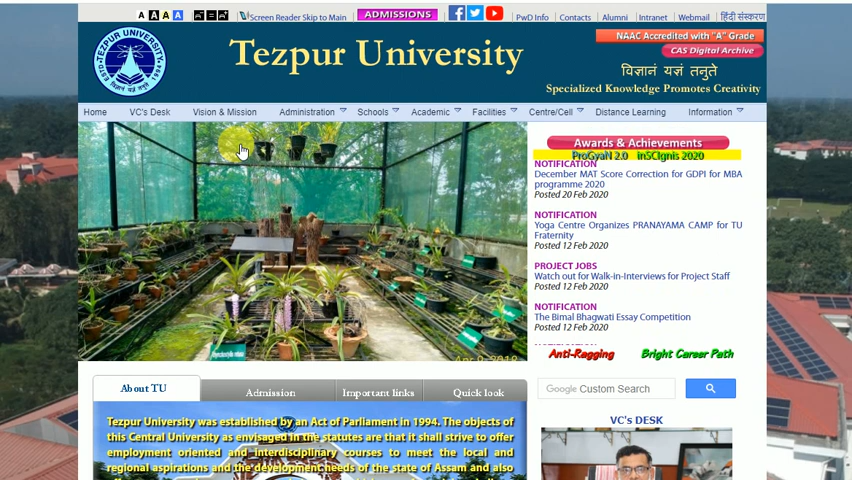 A A A A A- A= A+ Screen Reader Skip to Main ADMISSIONS PwD Info Contacts Alumni Intranet Webmail हिंदी संस्करण
TEZPUR UNIVERSITY
Tezpur University
NAAC Accredited with "A" Grade
CAS Digital Archive
विज्ञानं यज्ञं तनुते
Specialized Knowledge Promotes Creativity
Home VC's Desk Vision & Mission Administration Schools Academic Facilities Centre/Cell Distance Learning Information
Awards & Achievements
ProGyaN 2.0 inSCIgnis 2020
NOTIFICATION
December MAT Score Correction for GDPI for MBA
programme 2020
Posted 20 Feb 2020
NOTIFICATION
Yoga Centre Organizes PRANAYAMA CAMP for TU
Fraternity
Posted 12 Feb 2020
PROJECT JOBS
Watch out for Walk-in-Interviews for Project Staff
Posted 12 Feb 2020
NOTIFICATION
The Bimal Bhagwati Essay Competition
Posted 12 Feb 2020
Apr 9, 2018
Anti-Ragging Bright Career Path
About TU Admission Important links Quick look
Google Custom Search
Tezpur University was established by an Act of Parliament in 1994. The objects of
this Central University as envisaged in the statutes are that it shall strive to offer
employment oriented and interdisciplinary courses to meet the local and
regional aspirations and the development needs of the state of Assam and also
VC's DESK